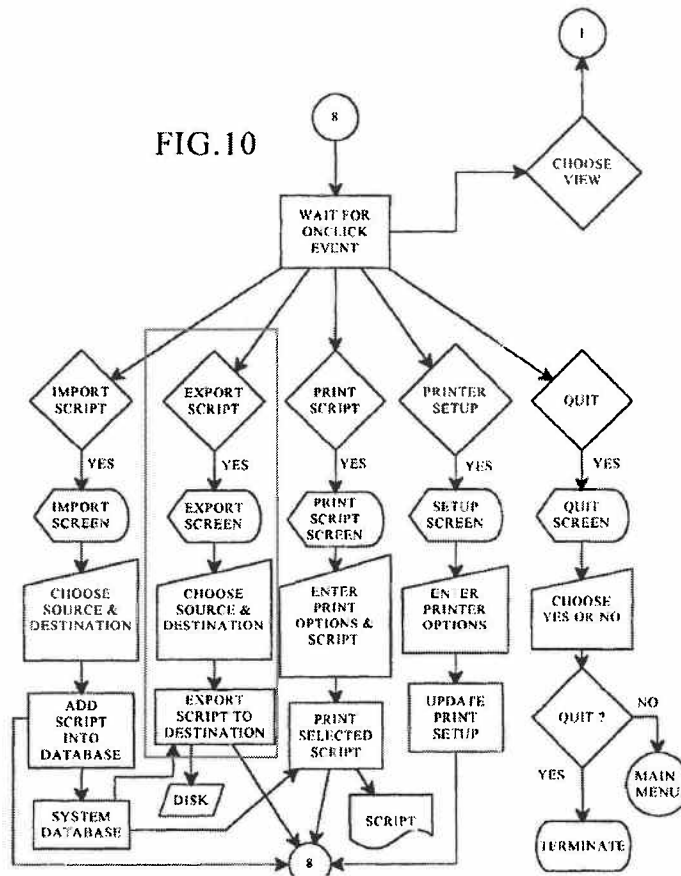 1
8
FIG.10
CHOOSE
VIEW
WAIT FOR
ONCLICK
EVENT
IMPORT
SCRIPT
EXPORT
SCRIPT
PRINT
SCRIPT
PRINTER
SETUP
QUIT
YES
YES
YES
YES
YES
IMPORT
SCREEN
EXPORT
SCREEN
PRINT
SCRIPT
SCREEN
SETUP
SCREEN
QUIT
SCREEN
CHOOSE
SOURCE &
DESTINATION
CHOOSE
SOURCE &
DESTINATION
ENTER
PRINT
OPTIONS &
SCRIPT
ENTER
PRINTER
OPTIONS
CHOOSE
YES OR NO
ADD
SCRIPT
INTO
DATABASE
EXPORT
SCRIPT TO
DESTINATION
PRINT
SELECTED
SCRIPT
UPDATE
PRINT
SETUP
QUIT ?
NO
YES
MAIN
MENU
SYSTEM
DATABASE
DISK
SCRIPT
8
TERMINATE